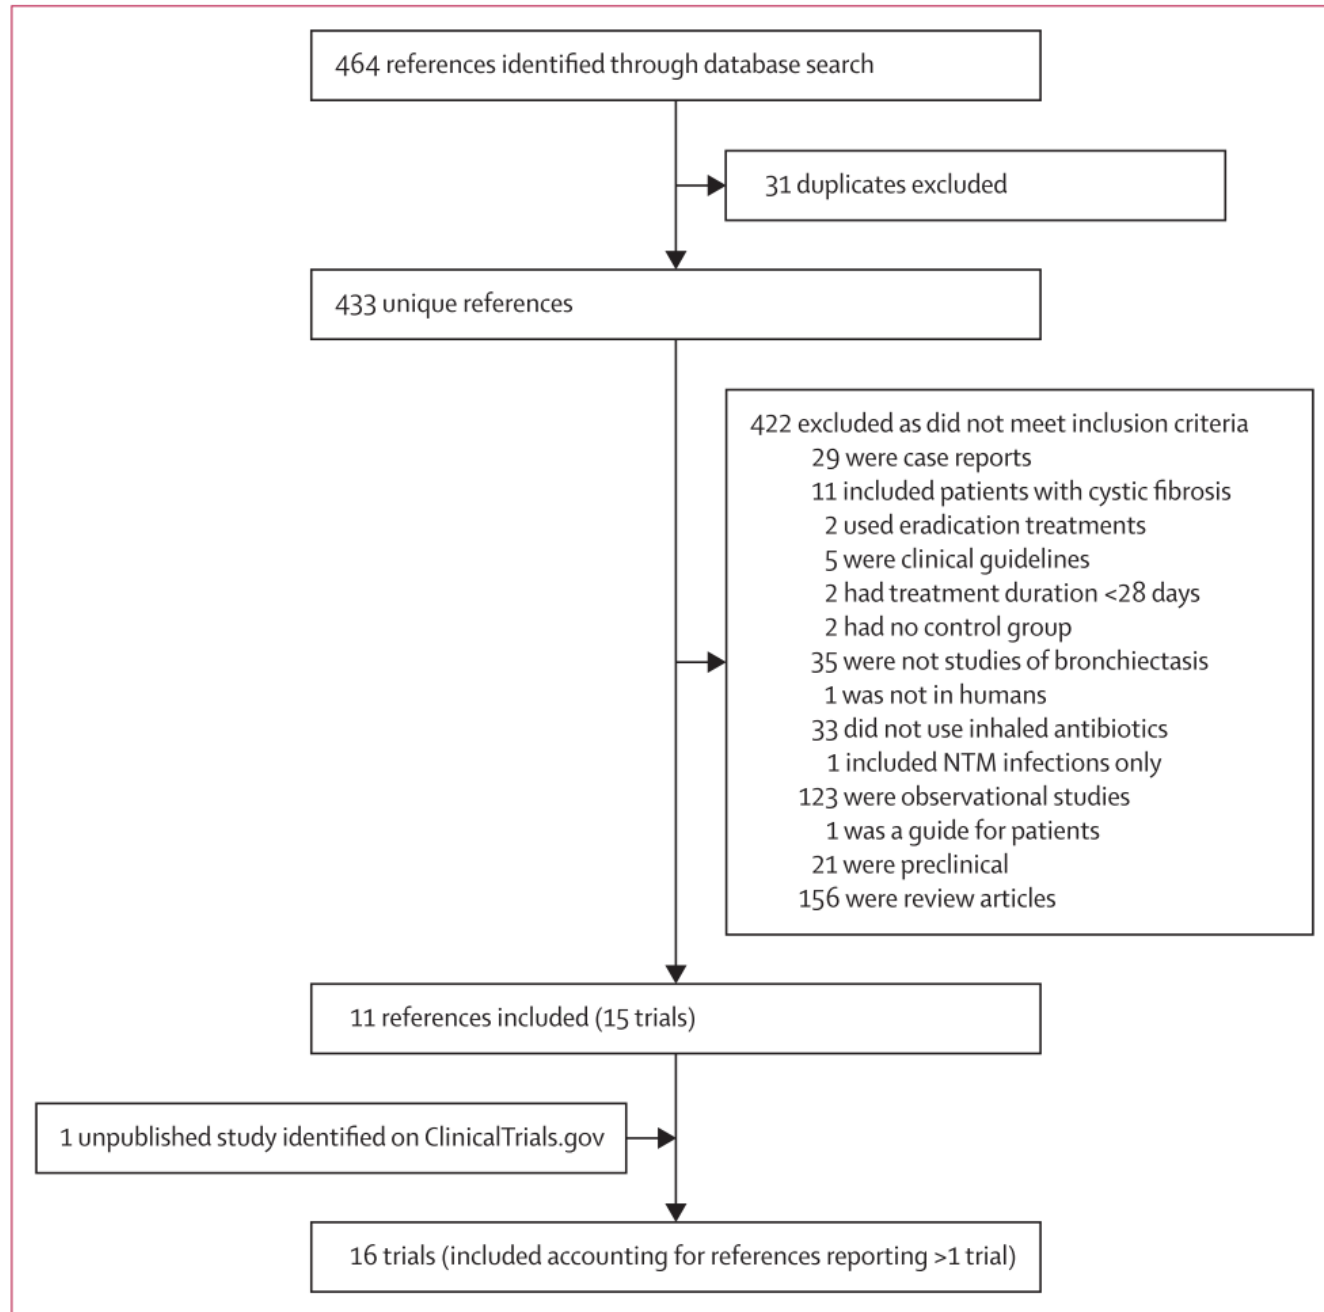 464 references identified through database search
31 duplicates excluded
433 unique references
422 excluded as did not meet inclusion criteria
29 were case reports
11 included patients with cystic fibrosis
2 used eradication treatments
5 were clinical guidelines
2 had treatment duration <28 days
2 had no control group
35 were not studies of bronchiectasis
1 was not in humans
33 did not use inhaled antibiotics
1 included NTM infections only
123 were observational studies
1 was a guide for patients
21 were preclinical
156 were review articles
11 references included (15 trials)
1 unpublished study identified on ClinicalTrials.gov
16 trials (included accounting for references reporting >1 trial)